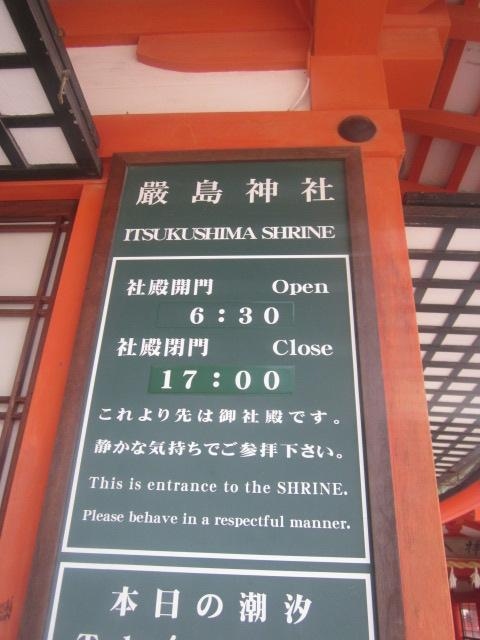 嚴島神社
ITSUKUSHIMA SHRINE
社殿開門 Open
6:30
社殿閉門 Close
17:00
これより先は御社殿です。
静かな気持ちでご参拝下さい。
This is entrance to the SHRINE.
Please behave in a respectful manner.
本日の潮汐